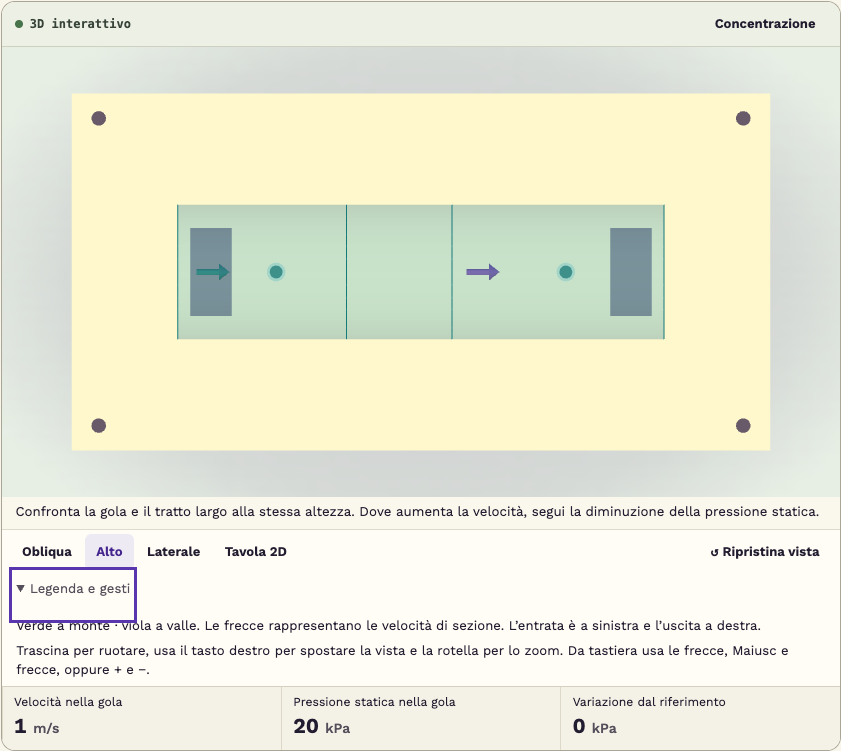 3D interattivo
Concentrazione
Confronta la gola e il tratto largo alla stessa altezza. Dove aumenta la velocità, segui la diminuzione della pressione statica.
Obliqua Alto Laterale Tavola 2D
↺ Ripristina vista
▼ Legenda e gesti
Verde a monte · viola a valle. Le frecce rappresentano le velocità di sezione. L’entrata è a sinistra e l’uscita a destra.
Trascina per ruotare, usa il tasto destro per spostare la vista e la rotella per lo zoom. Da tastiera usa le frecce, Maiusc e
frecce, oppure + e −.
Velocità nella gola
1 m/s
Pressione statica nella gola
20 kPa
Variazione dal riferimento
0 kPa